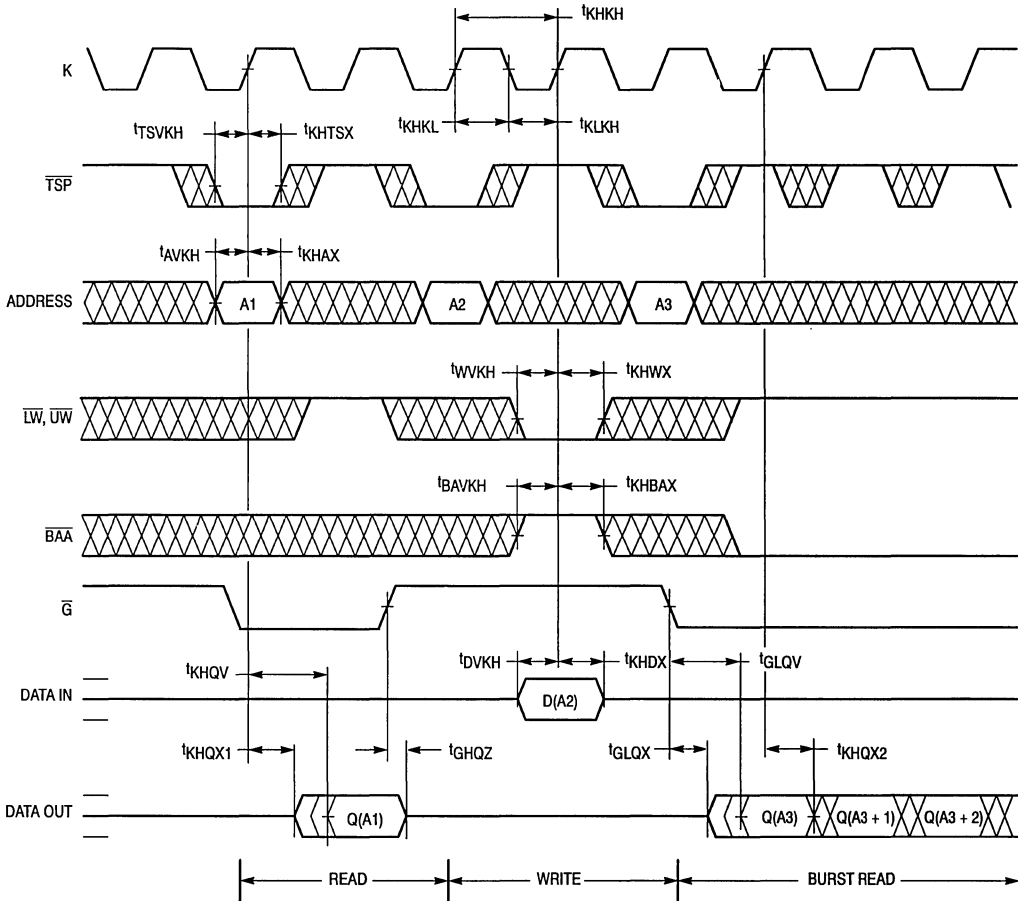 tKHKH
K
tTSVKH tKHTSX tKHKL tKLKH
TSP
tAVKH tKHAX
ADDRESS A1 A2 A3
tWVKH tKHWX
LW, UW
tBAVKH tKHBAX
BAA
G
tKHQV tDVKH tKHDX tGLQV
DATA IN D(A2)
tKHQX1 tGHQZ tGLQX tKHQX2
DATA OUT Q(A1) Q(A3) Q(A3 + 1) Q(A3 + 2)
READ WRITE BURST READ